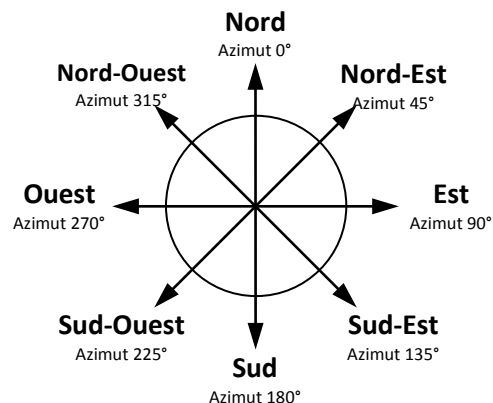 Nord
Azimut 0°
Nord-Ouest
Azimut 315°
Nord-Est
Azimut 45°
Ouest
Azimut 270°
Est
Azimut 90°
Sud-Ouest
Azimut 225°
Sud-Est
Azimut 135°
Sud
Azimut 180°